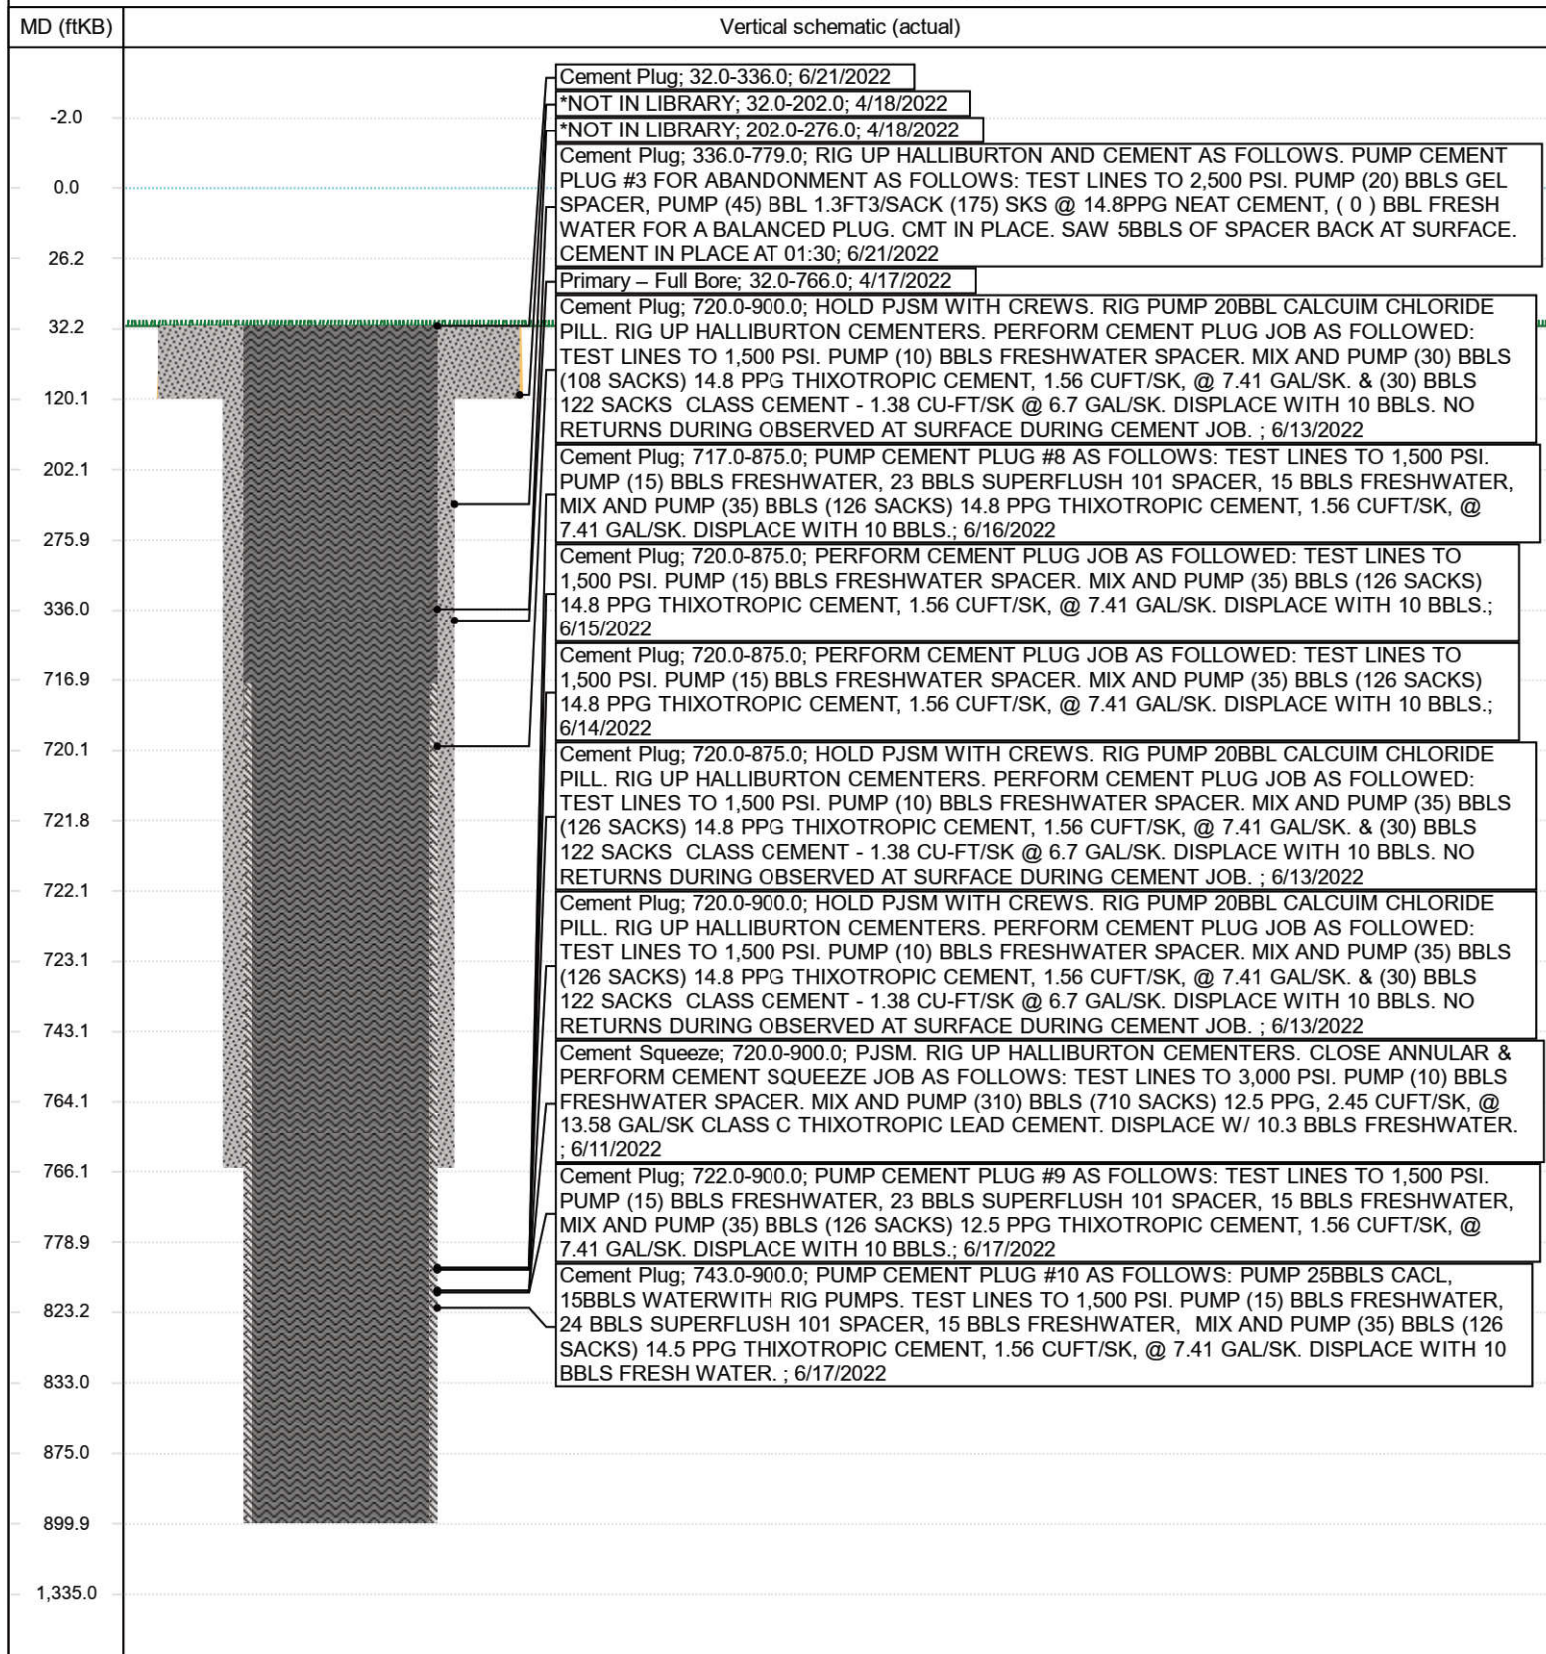 MD (ftKB)
Vertical schematic (actual)
-2.0
0.0
26.2
32.2
120.1
202.1
275.9
336.0
716.9
720.1
721.8
722.1
723.1
743.1
764.1
766.1
778.9
823.2
833.0
875.0
899.9
1,335.0
Cement Plug; 32.0-336.0; 6/21/2022
*NOT IN LIBRARY; 32.0-202.0; 4/18/2022
*NOT IN LIBRARY; 202.0-276.0; 4/18/2022
Cement Plug; 336.0-779.0; RIG UP HALLIBURTON AND CEMENT AS FOLLOWS. PUMP CEMENT
PLUG #3 FOR ABANDONMENT AS FOLLOWS: TEST LINES TO 2,500 PSI. PUMP (20) BBLS GEL
SPACER, PUMP (45) BBL 1.3FT3/SACK (175) SKS @ 14.8PPG NEAT CEMENT, ( 0 ) BBL FRESH
WATER FOR A BALANCED PLUG. CMT IN PLACE. SAW 5BBLS OF SPACER BACK AT SURFACE.
CEMENT IN PLACE AT 01:30; 6/21/2022
Primary – Full Bore; 32.0-766.0; 4/17/2022
Cement Plug; 720.0-900.0; HOLD PJSM WITH CREWS. RIG PUMP 20BBL CALCUIM CHLORIDE
PILL. RIG UP HALLIBURTON CEMENTERS. PERFORM CEMENT PLUG JOB AS FOLLOWED:
TEST LINES TO 1,500 PSI. PUMP (10) BBLS FRESHWATER SPACER. MIX AND PUMP (30) BBLS
(108 SACKS) 14.8 PPG THIXOTROPIC CEMENT, 1.56 CUFT/SK, @ 7.41 GAL/SK. & (30) BBLS
122 SACKS  CLASS CEMENT - 1.38 CU-FT/SK @ 6.7 GAL/SK. DISPLACE WITH 10 BBLS. NO
RETURNS DURING OBSERVED AT SURFACE DURING CEMENT JOB. ; 6/13/2022
Cement Plug; 717.0-875.0; PUMP CEMENT PLUG #8 AS FOLLOWS: TEST LINES TO 1,500 PSI.
PUMP (15) BBLS FRESHWATER, 23 BBLS SUPERFLUSH 101 SPACER, 15 BBLS FRESHWATER,
MIX AND PUMP (35) BBLS (126 SACKS) 14.8 PPG THIXOTROPIC CEMENT, 1.56 CUFT/SK, @
7.41 GAL/SK. DISPLACE WITH 10 BBLS.; 6/16/2022
Cement Plug; 720.0-875.0; PERFORM CEMENT PLUG JOB AS FOLLOWED: TEST LINES TO
1,500 PSI. PUMP (15) BBLS FRESHWATER SPACER. MIX AND PUMP (35) BBLS (126 SACKS)
14.8 PPG THIXOTROPIC CEMENT, 1.56 CUFT/SK, @ 7.41 GAL/SK. DISPLACE WITH 10 BBLS.;
6/15/2022
Cement Plug; 720.0-875.0; PERFORM CEMENT PLUG JOB AS FOLLOWED: TEST LINES TO
1,500 PSI. PUMP (15) BBLS FRESHWATER SPACER. MIX AND PUMP (35) BBLS (126 SACKS)
14.8 PPG THIXOTROPIC CEMENT, 1.56 CUFT/SK, @ 7.41 GAL/SK. DISPLACE WITH 10 BBLS.;
6/14/2022
Cement Plug; 720.0-875.0; HOLD PJSM WITH CREWS. RIG PUMP 20BBL CALCUIM CHLORIDE
PILL. RIG UP HALLIBURTON CEMENTERS. PERFORM CEMENT PLUG JOB AS FOLLOWED:
TEST LINES TO 1,500 PSI. PUMP (10) BBLS FRESHWATER SPACER. MIX AND PUMP (35) BBLS
(126 SACKS) 14.8 PPG THIXOTROPIC CEMENT, 1.56 CUFT/SK, @ 7.41 GAL/SK. & (30) BBLS
122 SACKS  CLASS CEMENT - 1.38 CU-FT/SK @ 6.7 GAL/SK. DISPLACE WITH 10 BBLS. NO
RETURNS DURING OBSERVED AT SURFACE DURING CEMENT JOB. ; 6/13/2022
Cement Plug; 720.0-900.0; HOLD PJSM WITH CREWS. RIG PUMP 20BBL CALCUIM CHLORIDE
PILL. RIG UP HALLIBURTON CEMENTERS. PERFORM CEMENT PLUG JOB AS FOLLOWED:
TEST LINES TO 1,500 PSI. PUMP (10) BBLS FRESHWATER SPACER. MIX AND PUMP (35) BBLS
(126 SACKS) 14.8 PPG THIXOTROPIC CEMENT, 1.56 CUFT/SK, @ 7.41 GAL/SK. & (30) BBLS
122 SACKS  CLASS CEMENT - 1.38 CU-FT/SK @ 6.7 GAL/SK. DISPLACE WITH 10 BBLS. NO
RETURNS DURING OBSERVED AT SURFACE DURING CEMENT JOB. ; 6/13/2022
Cement Squeeze; 720.0-900.0; PJSM. RIG UP HALLIBURTON CEMENTERS. CLOSE ANNULAR &
PERFORM CEMENT SQUEEZE JOB AS FOLLOWS: TEST LINES TO 3,000 PSI. PUMP (10) BBLS
FRESHWATER SPACER. MIX AND PUMP (310) BBLS (710 SACKS) 12.5 PPG, 2.45 CUFT/SK, @
13.58 GAL/SK CLASS C THIXOTROPIC LEAD CEMENT. DISPLACE W/ 10.3 BBLS FRESHWATER.
; 6/11/2022
Cement Plug; 722.0-900.0; PUMP CEMENT PLUG #9 AS FOLLOWS: TEST LINES TO 1,500 PSI.
PUMP (15) BBLS FRESHWATER, 23 BBLS SUPERFLUSH 101 SPACER, 15 BBLS FRESHWATER,
MIX AND PUMP (35) BBLS (126 SACKS) 12.5 PPG THIXOTROPIC CEMENT, 1.56 CUFT/SK, @
7.41 GAL/SK. DISPLACE WITH 10 BBLS.; 6/17/2022
Cement Plug; 743.0-900.0; PUMP CEMENT PLUG #10 AS FOLLOWS: PUMP 25BBLS CACL,
15BBLS WATERWITH RIG PUMPS. TEST LINES TO 1,500 PSI. PUMP (15) BBLS FRESHWATER,
24 BBLS SUPERFLUSH 101 SPACER, 15 BBLS FRESHWATER,  MIX AND PUMP (35) BBLS (126
SACKS) 14.5 PPG THIXOTROPIC CEMENT, 1.56 CUFT/SK, @ 7.41 GAL/SK. DISPLACE WITH 10
BBLS FRESH WATER. ; 6/17/2022